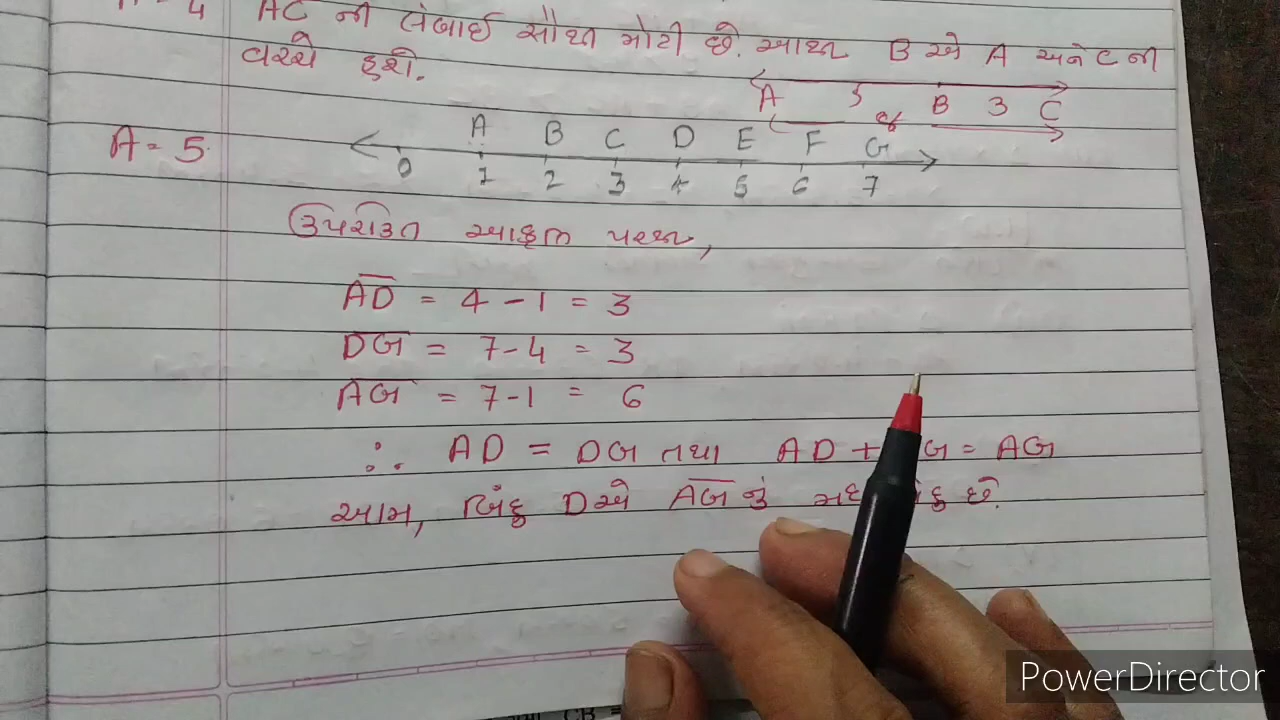 AC ની લંબાઈ સૌથી મોટી છે. આથી B એ A અને C ની
વચ્ચે હશે.
A 5 B 3 C
8
A = 5
A B C D E F G
0 1 2 3 4 5 6 7
ઉપરોક્ત આકૃતિ પરથી,
AD = 4 - 1 = 3
DG = 7 - 4 = 3
AG = 7 - 1 = 6
∴ AD = DG તથા AD + G = AG
આમ, બિંદુ D એ AG નું છે.
CB =
PowerDirector